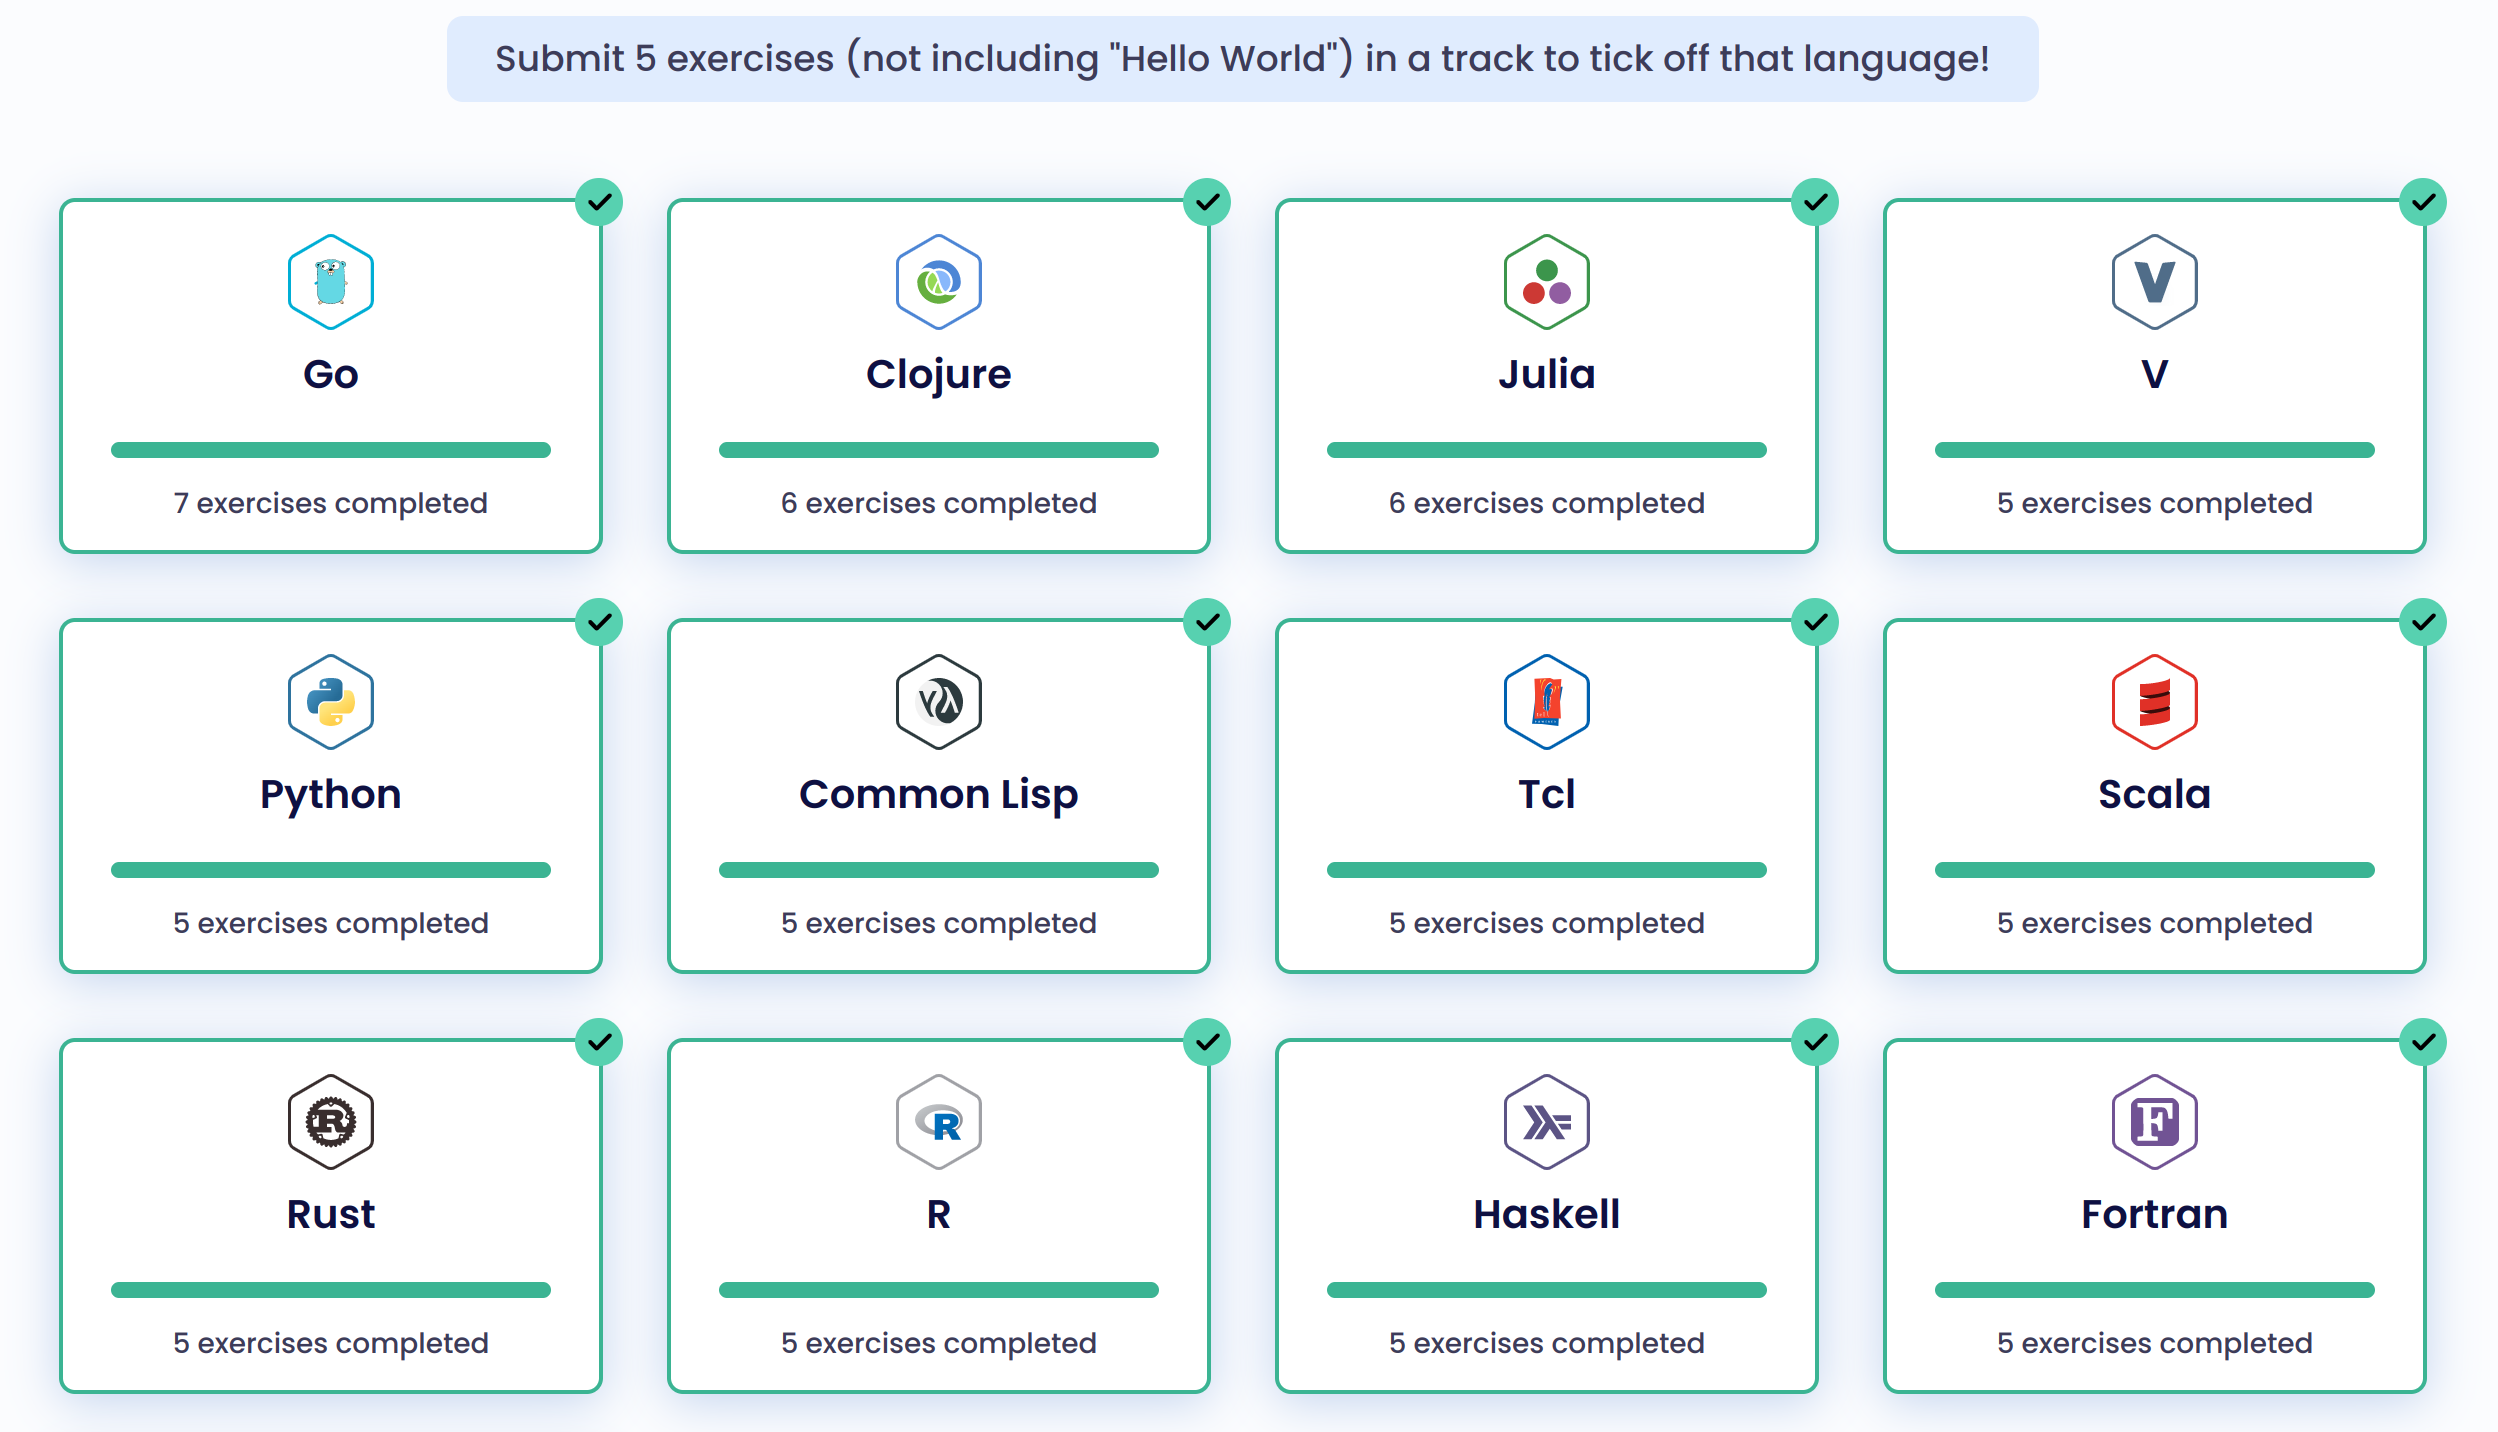 Submit 5 exercises (not including "Hello World") in a track to tick off that language!
Go
7 exercises completed
Clojure
6 exercises completed
Julia
6 exercises completed
V
5 exercises completed
Python
5 exercises completed
Common Lisp
5 exercises completed
Tcl
5 exercises completed
Scala
5 exercises completed
Rust
5 exercises completed
R
5 exercises completed
Haskell
5 exercises completed
Fortran
5 exercises completed